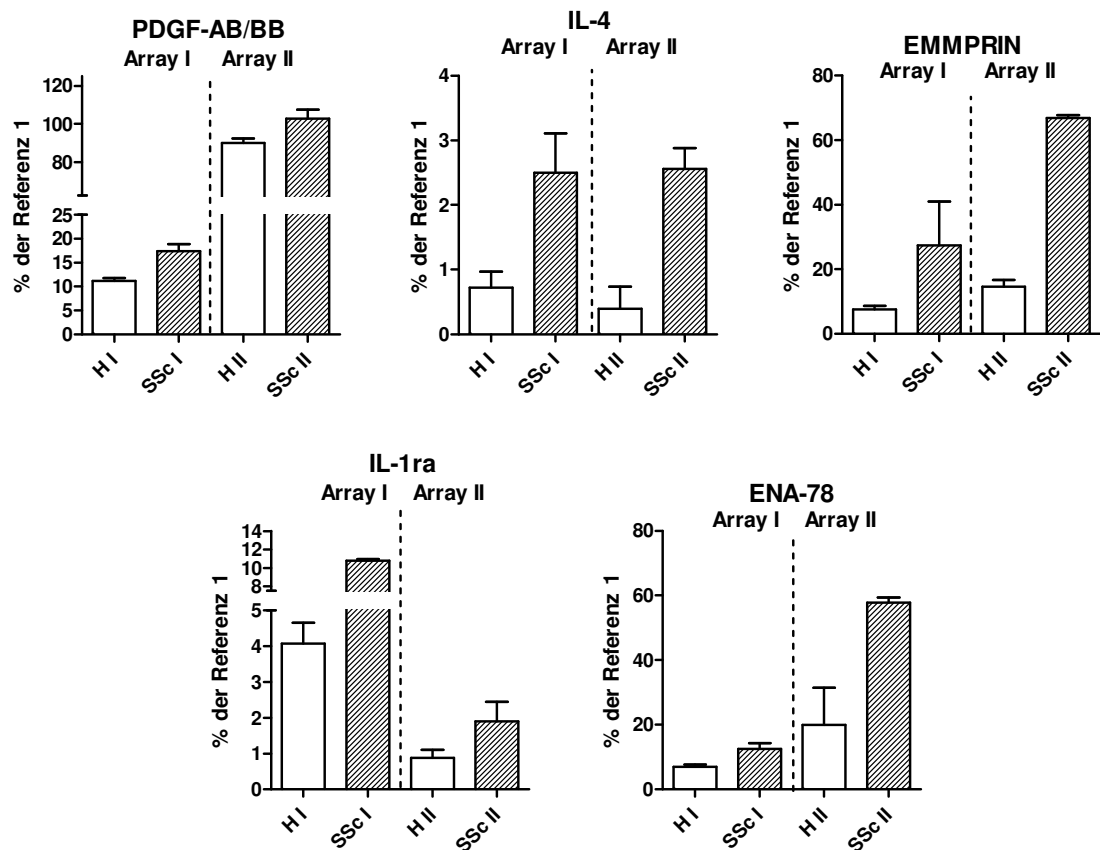 PDGF-AB/BB
Array I Array II
% der Referenz 1
120
100
80
25
20
15
10
5
0
H I SSc I H II SSc II
IL-4
Array I Array II
% der Referenz 1
4
3
2
1
0
H I SSc I H II SSc II
EMMPRIN
Array I Array II
% der Referenz 1
80
60
40
20
0
H I SSc I H II SSc II
IL-1ra
Array I Array II
% der Referenz 1
14
12
10
8
5
4
3
2
1
0
H I SSc I H II SSc II
ENA-78
Array I Array II
% der Referenz 1
80
60
40
20
0
H I SSc I H II SSc II